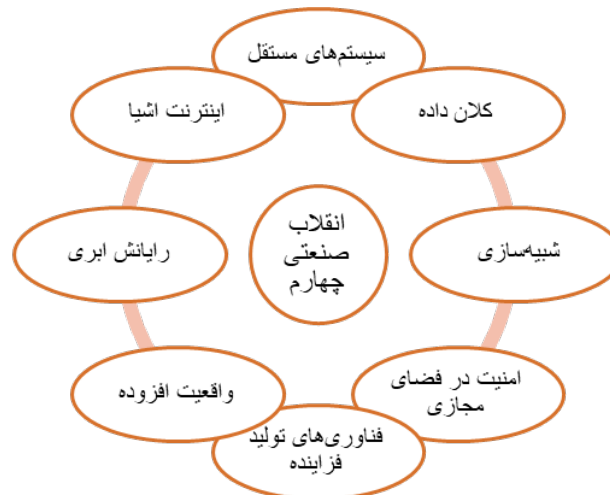 سیستم‌های مستقل
کلان داده
شبیه‌سازی
امنیت در فضای
مجازی
فناوری‌های تولید
فزاینده
واقعیت افزوده
رایانش ابری
اینترنت اشیا
انقلاب
صنعتی
چهارم